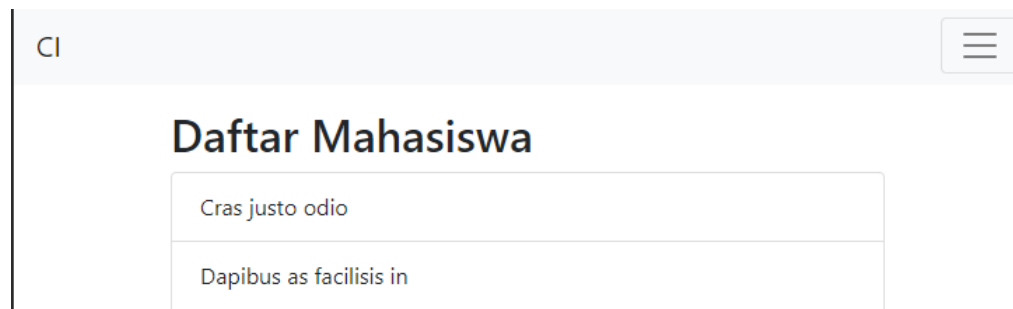 CI
Daftar Mahasiswa
Cras justo odio
Dapibus as facilisis in